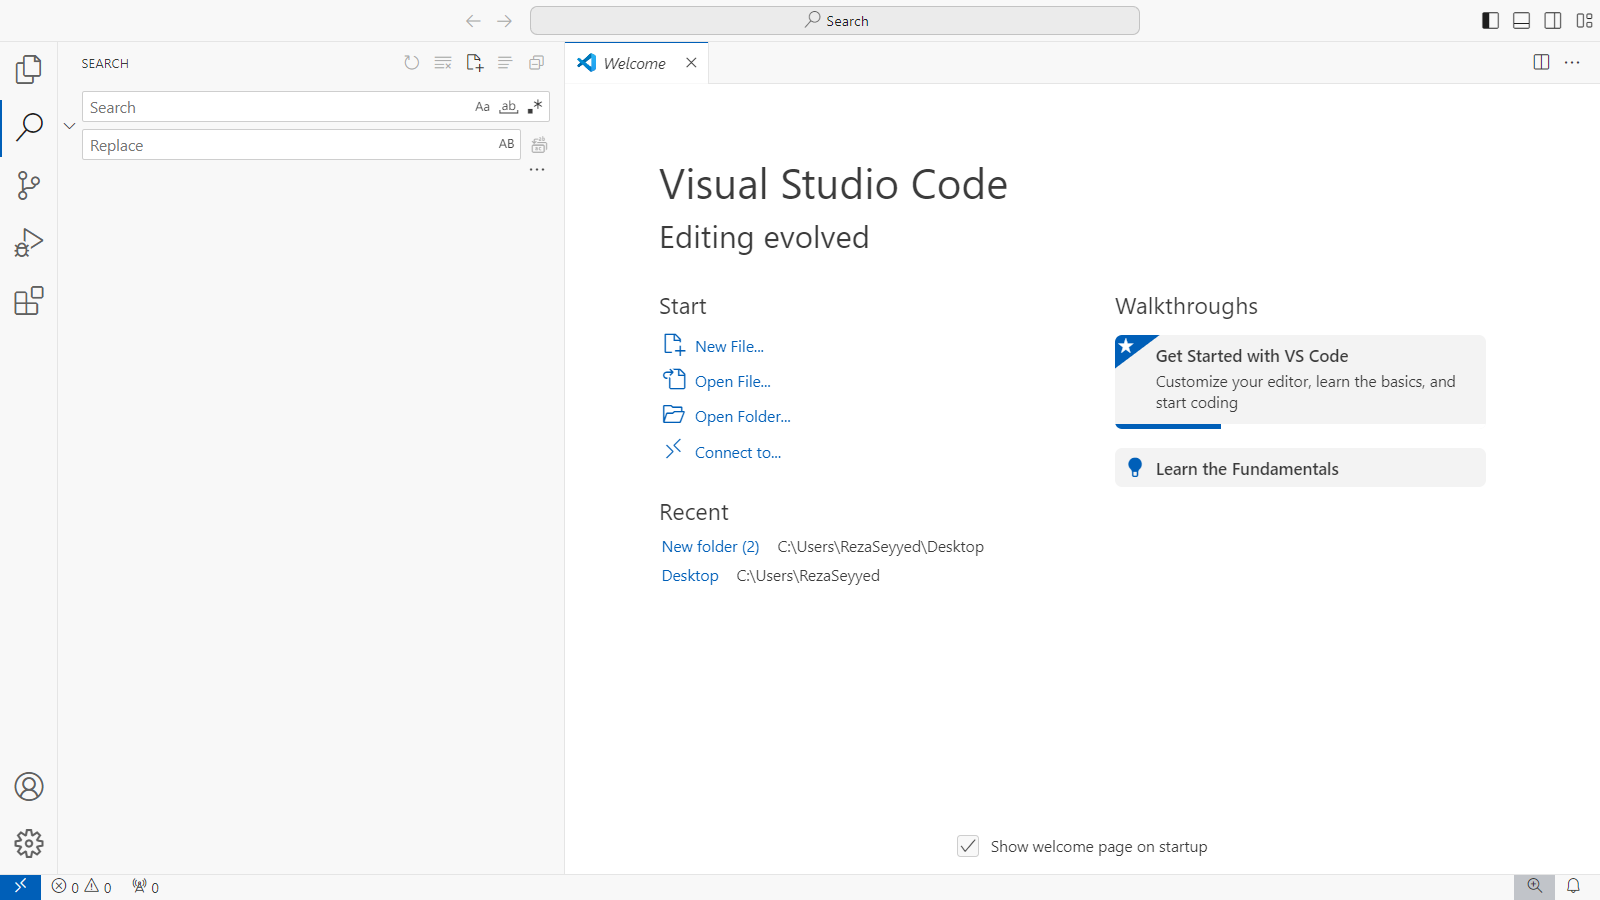 Search
SEARCH
Search
Aa
ab
Replace
AB
Welcome
Visual Studio Code
Editing evolved
Start
New File...
Open File...
Open Folder...
Connect to...
Recent
New folder (2) C:\Users\RezaSeyyed\Desktop
Desktop C:\Users\RezaSeyyed
Walkthroughs
Get Started with VS Code
Customize your editor, learn the basics, and
start coding
Learn the Fundamentals
Show welcome page on startup
0 0 0